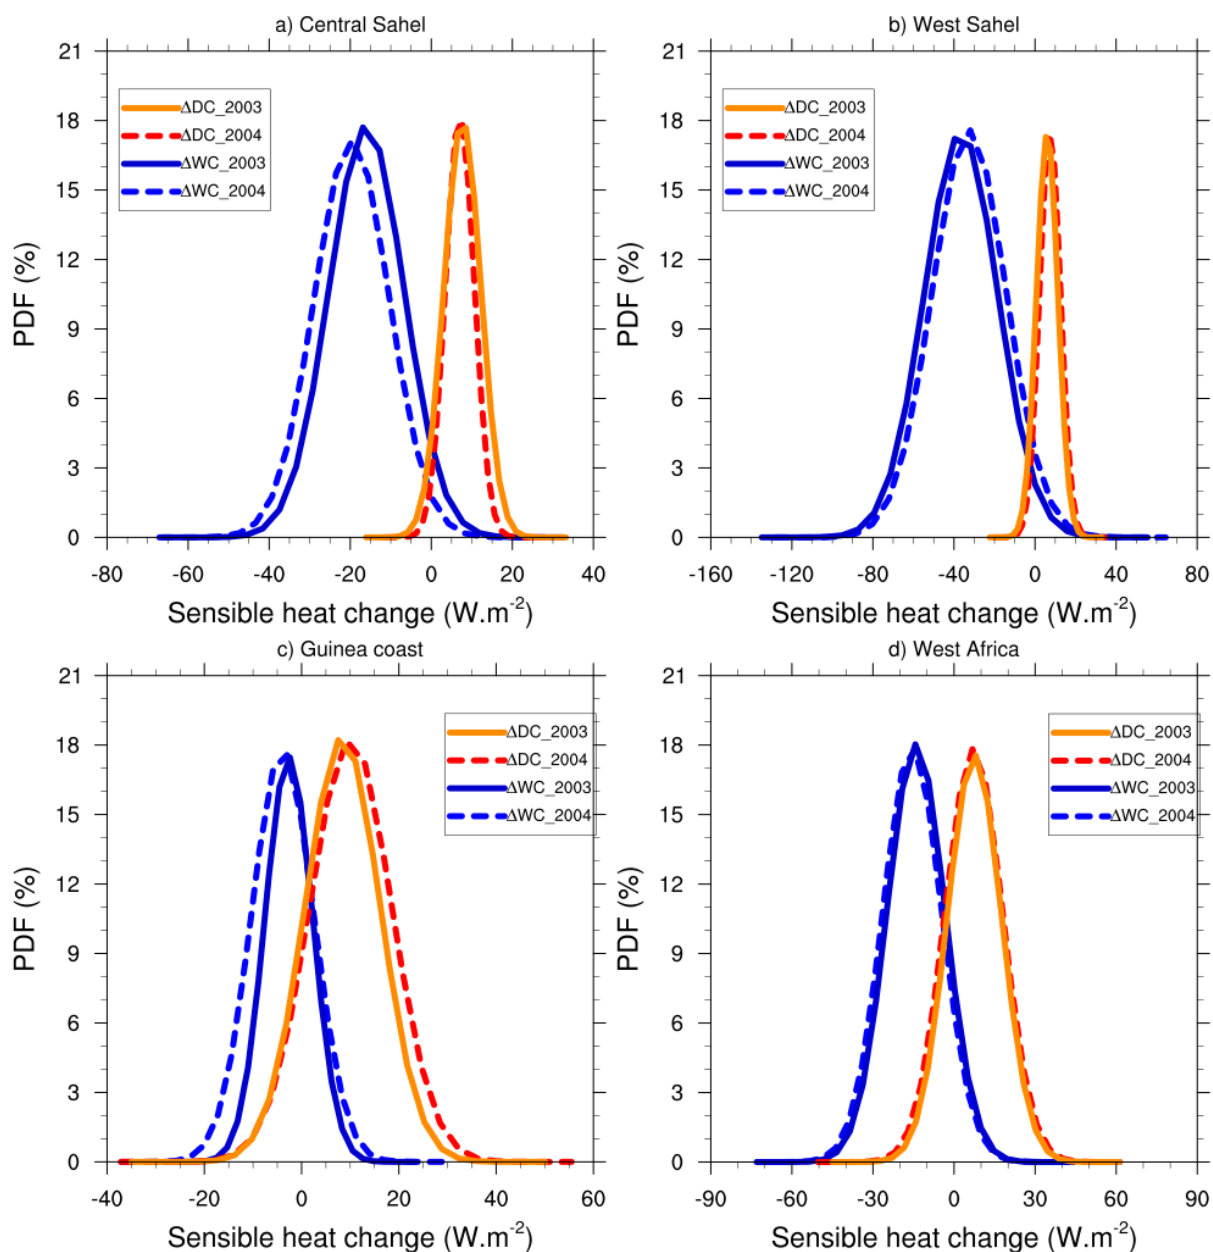 a) Central Sahel
21
18
15
12
9
6
3
0
PDF (%)
ΔDC_2003
ΔDC_2004
ΔWC_2003
ΔWC_2004
-80 -60 -40 -20 0 20 40
Sensible heat change (W.m-2)
b) West Sahel
21
18
15
12
9
6
3
0
PDF (%)
ΔDC_2003
ΔDC_2004
ΔWC_2003
ΔWC_2004
-160 -120 -80 -40 0 40 80
Sensible heat change (W.m-2)
c) Guinea coast
21
18
15
12
9
6
3
0
PDF (%)
ΔDC_2003
ΔDC_2004
ΔWC_2003
ΔWC_2004
-40 -20 0 20 40 60
Sensible heat change (W.m-2)
d) West Africa
21
18
15
12
9
6
3
0
PDF (%)
ΔDC_2003
ΔDC_2004
ΔWC_2003
ΔWC_2004
-90 -60 -30 0 30 60 90
Sensible heat change (W.m-2)